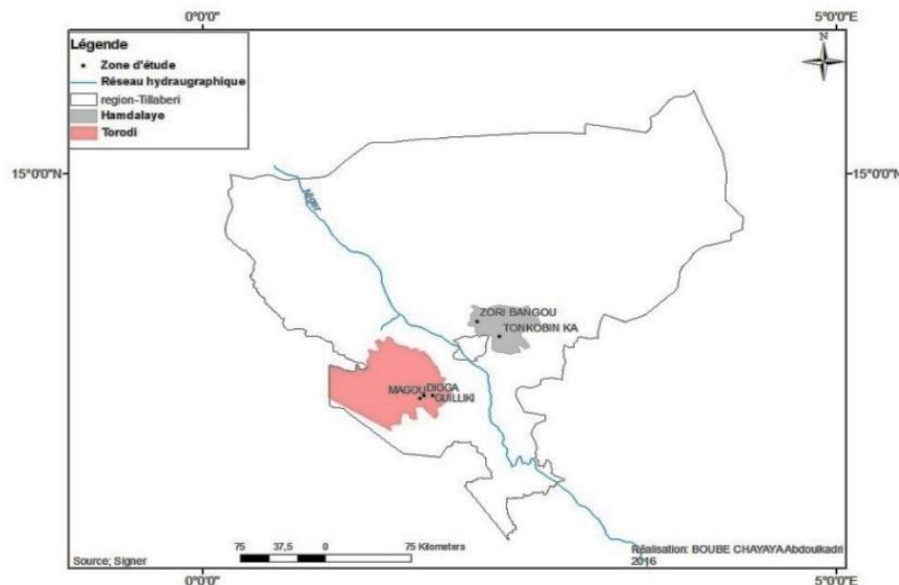 0°0'0"
5°0'0"E
N
Légende
Zone d'étude
Réseau hydraugraphique
region-Tillaberi
Hamdalaye
Torodi
15°0'0"N
15°0'0"N
Niger
ZORI BANGOU
TONKOBIN KA
MAGOU DIOGA
GUILLIKI
75 37,5 0 75 Kilometers
Source; Signer
Réalisation: BOUBE CHAYAYA Abdoulkadri
2016
0°0'0"
5°0'0"E